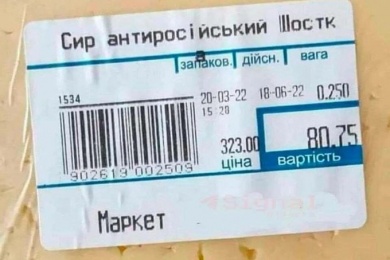 Сир антиросійський Шостк
а
запаков. дійсн. вага
1534
20-03-22 18-06-22 0.250
15:20
323.00 80.75
ціна вартість
902619 002509
Маркет